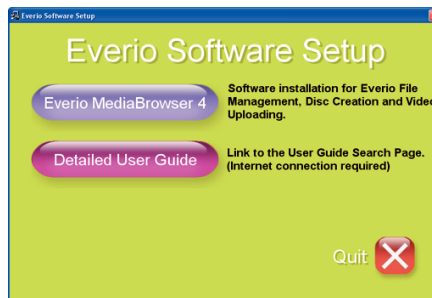 Everio Software Setup
Everio Software Setup
Everio MediaBrowser 4
Software installation for Everio File
Management, Disc Creation and Video
Uploading.
Detailed User Guide
Link to the User Guide Search Page.
(Internet connection required)
Quit